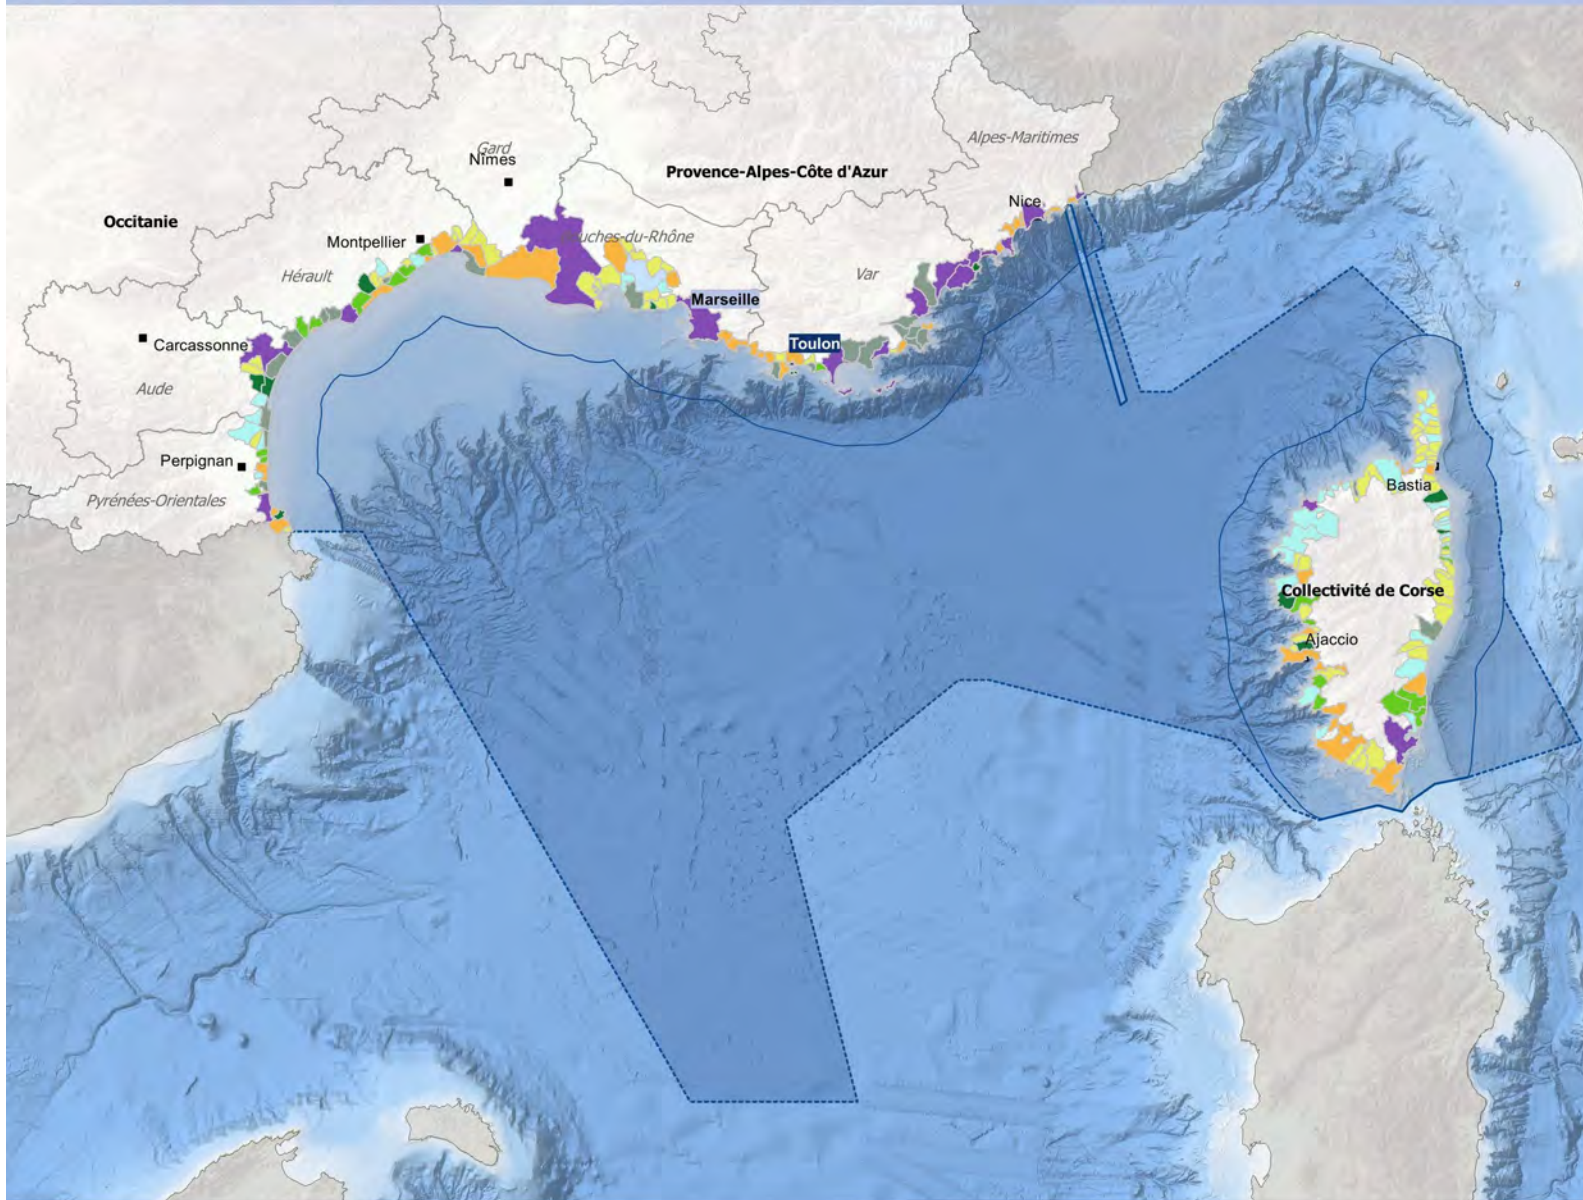 Alpes-Maritimes
Gard
Nîmes
Provence-Alpes-Côte d'Azur
Nice
Occitanie
Montpellier
Bouches-du-Rhône
Hérault
Var
Marseille
Carcassonne
Toulon
Aude
Perpignan
Bastia
Pyrénées-Orientales
Collectivité de Corse
Ajaccio